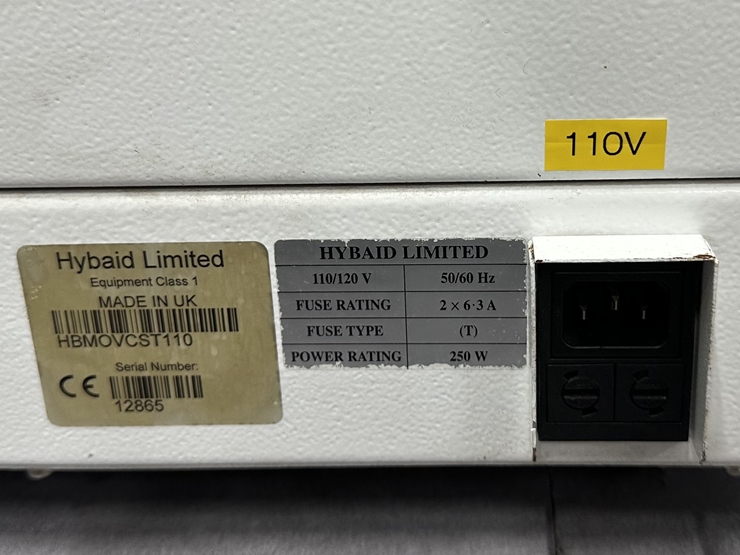 110V
Hybaid Limited
Equipment Class 1
MADE IN UK
HBMOVCST110
Serial Number:
CE
12865
HYBAID LIMITED
110/120 V 50/60 Hz
FUSE RATING 2 × 6·3 A
FUSE TYPE (T)
POWER RATING 250 W